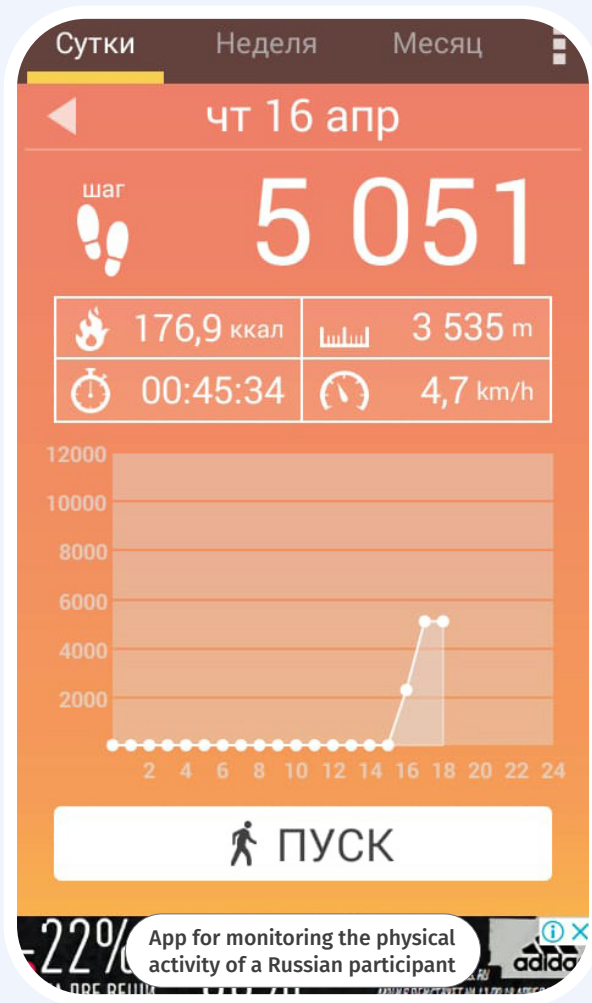 Сутки Неделя Месяц
чт 16 апр
шаг
5 051
176,9 ккал 3 535 m
00:45:34 4,7 km/h
12000
10000
8000
6000
4000
2000
2 4 6 8 10 12 14 16 18 20 22 24
ПУСК
-22%
App for monitoring the physical
activity of a Russian participant
adidas